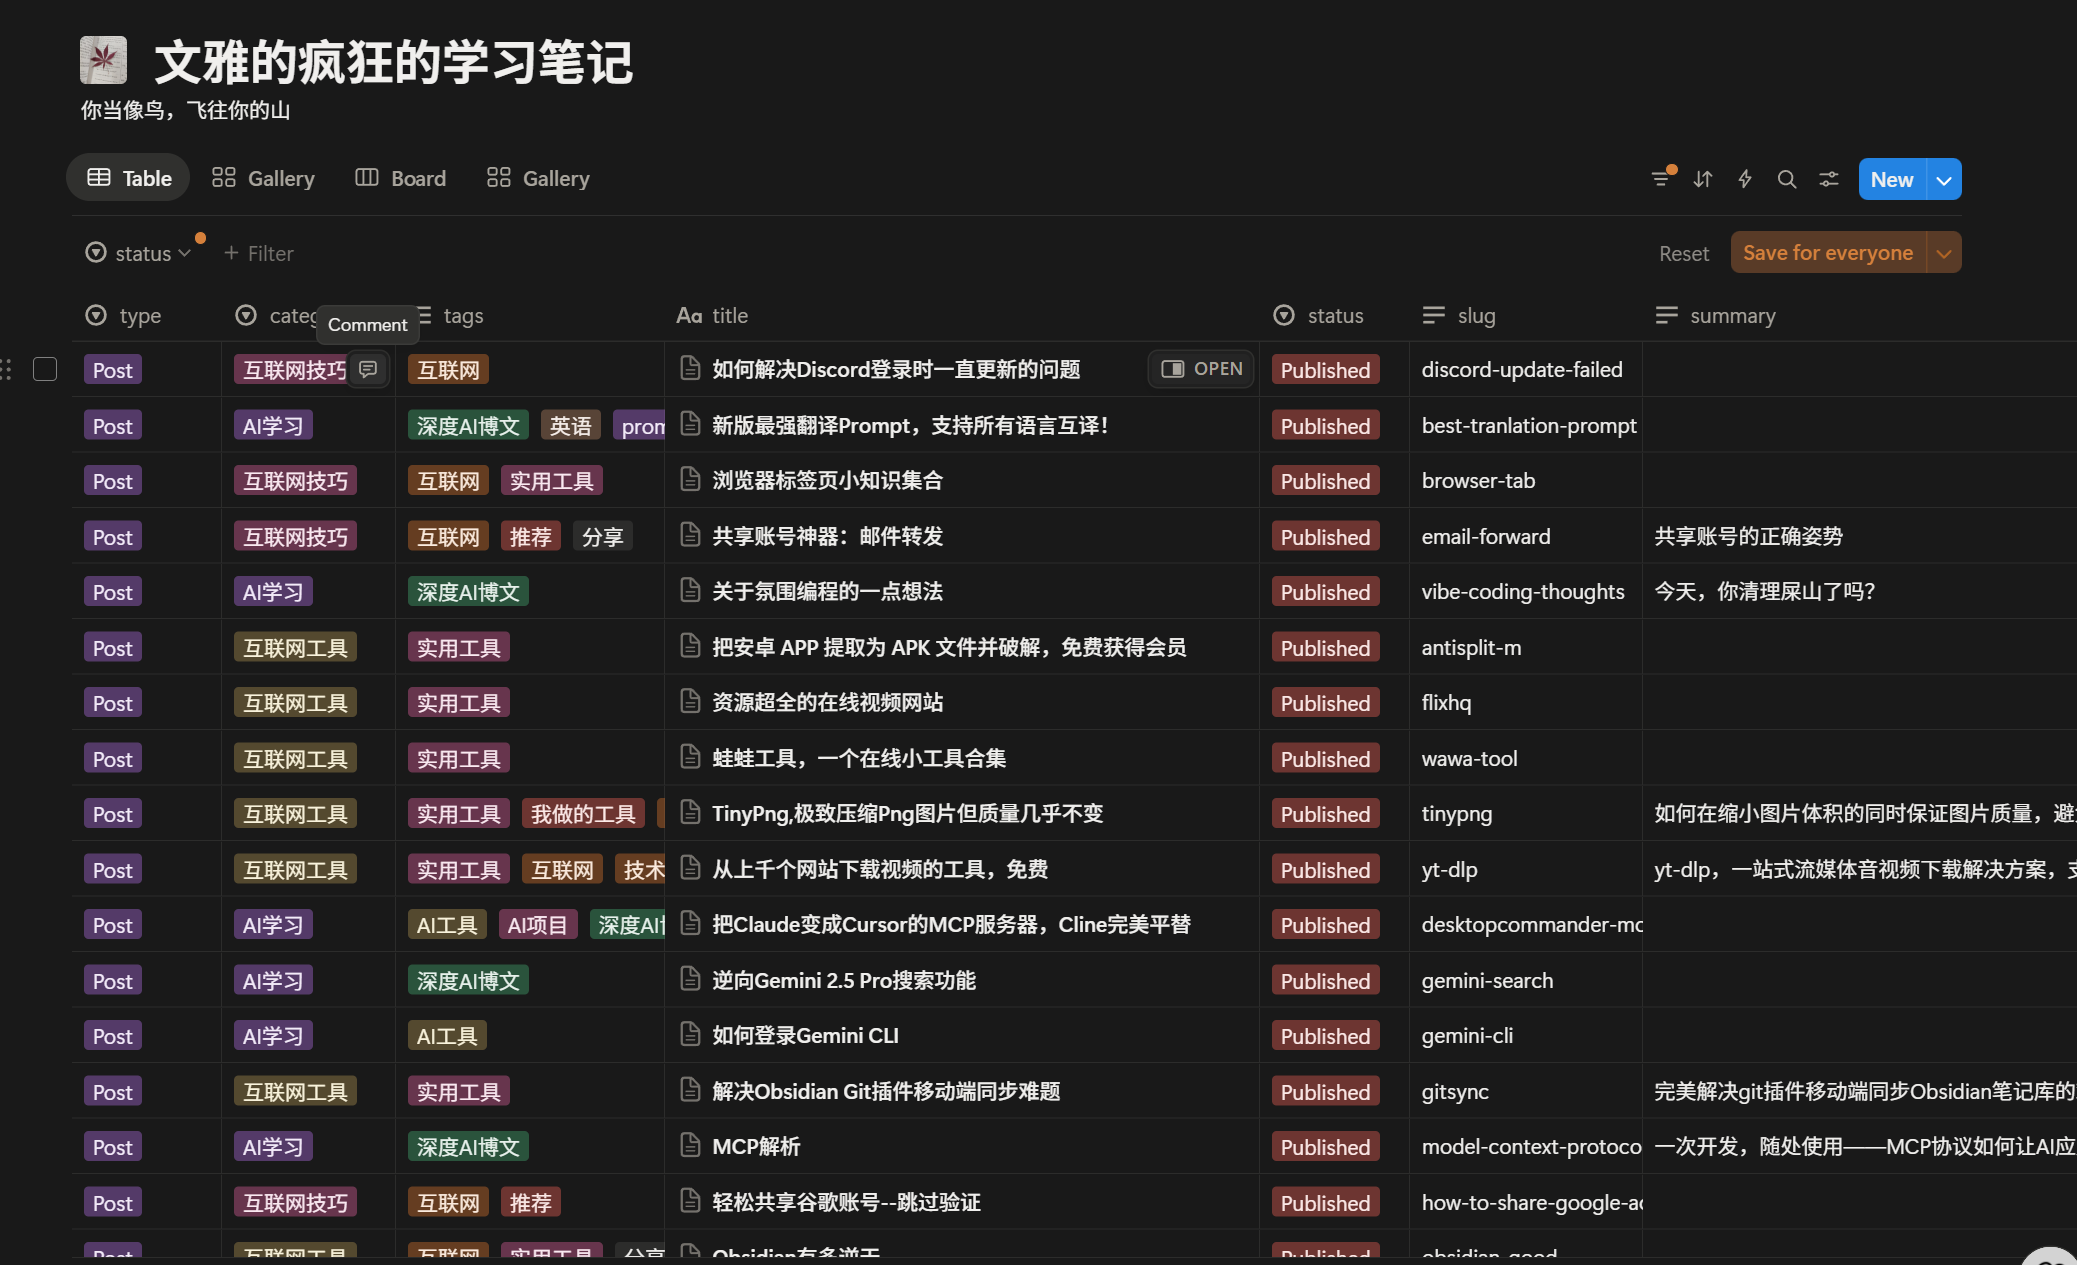 文雅的疯狂的学习笔记
你当像鸟，飞往你的山
Table Gallery Board Gallery New
status + Filter Reset Save for everyone
type categ tags Aa title status slug summary
Comment
Post 互联网技巧 互联网 如何解决Discord登录时一直更新的问题 OPEN Published discord-update-failed
Post AI学习 深度AI博文 英语 prom 新版最强翻译Prompt，支持所有语言互译！ Published best-tranlation-prompt
Post 互联网技巧 互联网 实用工具 浏览器标签页小知识集合 Published browser-tab
Post 互联网技巧 互联网 推荐 分享 共享账号神器：邮件转发 Published email-forward 共享账号的正确姿势
Post AI学习 深度AI博文 关于氛围编程的一点想法 Published vibe-coding-thoughts 今天，你清理屎山了吗？
Post 互联网工具 实用工具 把安卓 APP 提取为 APK 文件并破解，免费获得会员 Published antisplit-m
Post 互联网工具 实用工具 资源超全的在线视频网站 Published flixhq
Post 互联网工具 实用工具 蛙蛙工具，一个在线小工具合集 Published wawa-tool
Post 互联网工具 实用工具 我做的工具 TinyPng,极致压缩Png图片但质量几乎不变 Published tinypng 如何在缩小图片体积的同时保证图片质量，避
Post 互联网工具 实用工具 互联网 技术 从上千个网站下载视频的工具，免费 Published yt-dlp yt-dlp，一站式流媒体音视频下载解决方案，支
Post AI学习 AI工具 AI项目 深度AI 把Claude变成Cursor的MCP服务器，Cline完美平替 Published desktopcommander-mc
Post AI学习 深度AI博文 逆向Gemini 2.5 Pro搜索功能 Published gemini-search
Post AI学习 AI工具 如何登录Gemini CLI Published gemini-cli
Post 互联网工具 实用工具 解决Obsidian Git插件移动端同步难题 Published gitsync 完美解决git插件移动端同步Obsidian笔记库的
Post AI学习 深度AI博文 MCP解析 Published model-context-protoco 一次开发，随处使用——MCP协议如何让AI应
Post 互联网技巧 互联网 推荐 轻松共享谷歌账号--跳过验证 Published how-to-share-google-ac
Post 互联网工具 互联网 实用工具 分享 Obsidian有多逆天 Published obsidian-good